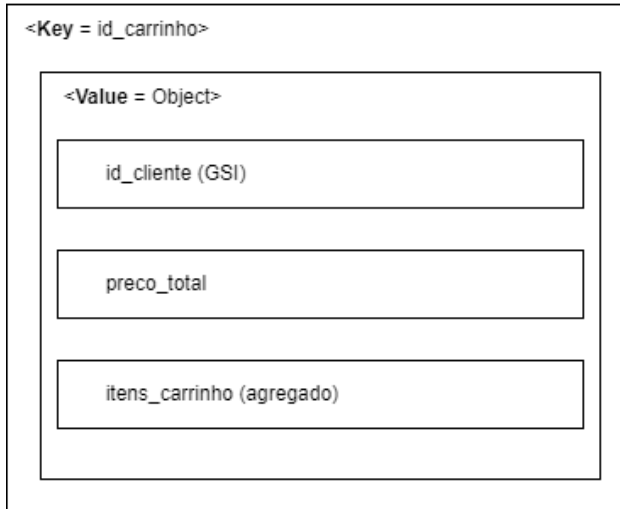 <Key = id_carrinho>
<Value = Object>
id_cliente (GSI)
preco_total
itens_carrinho (agregado)